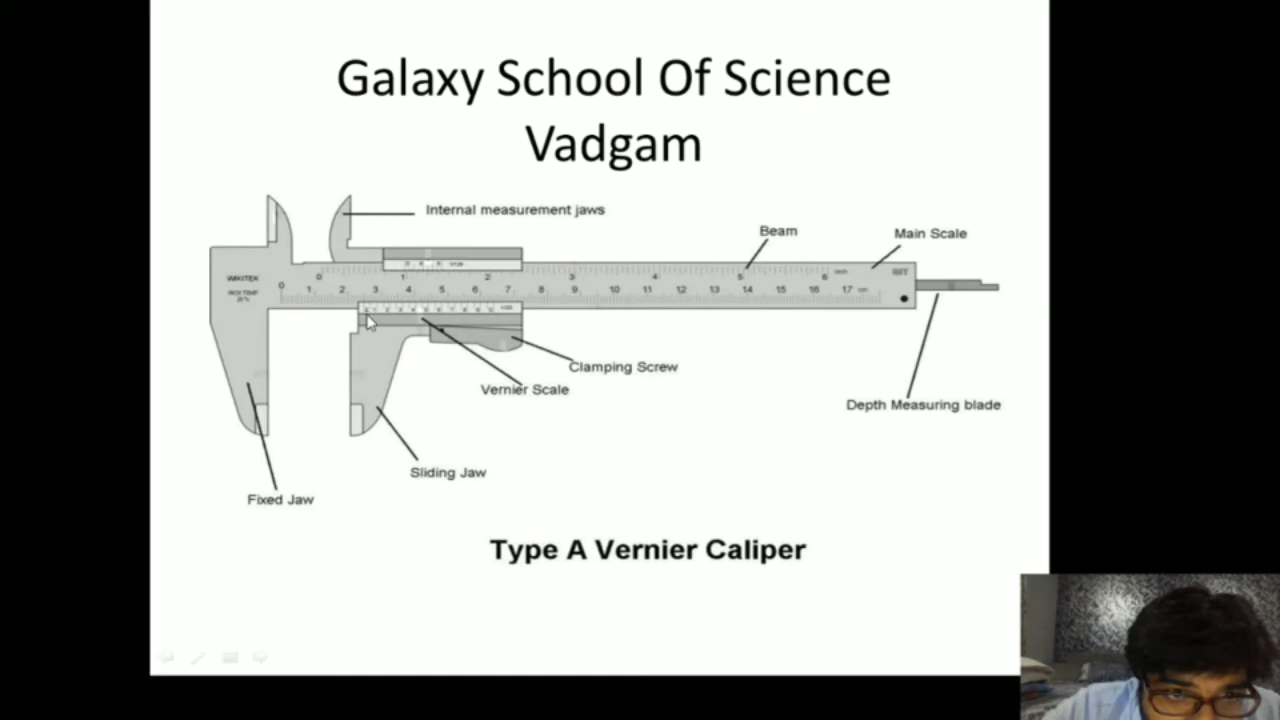 Galaxy School Of Science
Vadgam
Internal measurement jaws
Beam
Main Scale
0 1 2 3 4 5 6 inch
0 1 2 3 4 5 6 7 8 9 10 11 12 13 14 15 16 17 cm
Clamping Screw
Vernier Scale
Depth Measuring blade
Sliding Jaw
Fixed Jaw
Type A Vernier Caliper